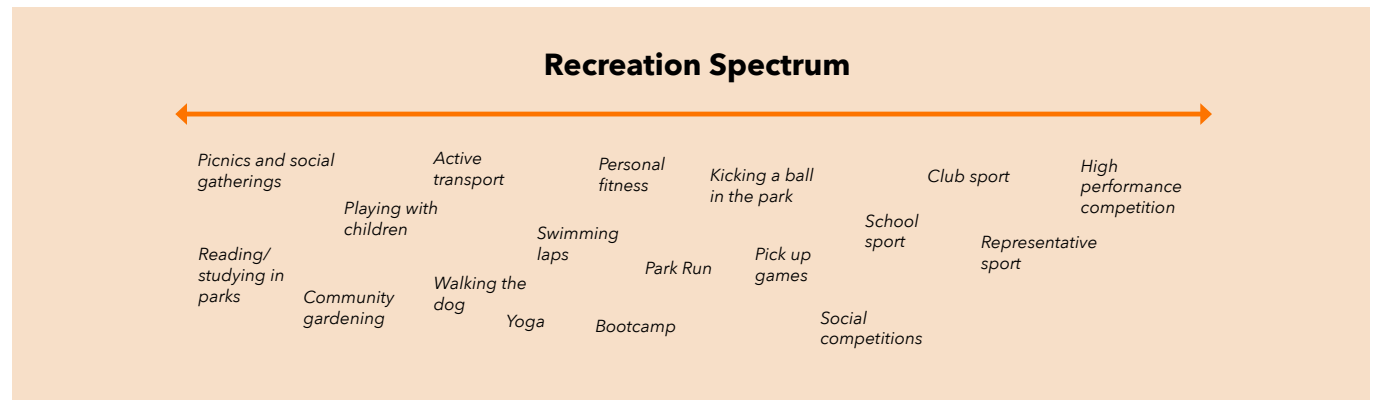 Recreation Spectrum
Picnics and social
gatherings
Active
transport
Personal
fitness
Kicking a ball
in the park
Club sport
High
performance
competition
Playing with
children
School
sport
Swimming
laps
Representative
sport
Reading/
studying in
parks
Park Run
Pick up
games
Walking the
dog
Community
gardening
Yoga
Bootcamp
Social
competitions